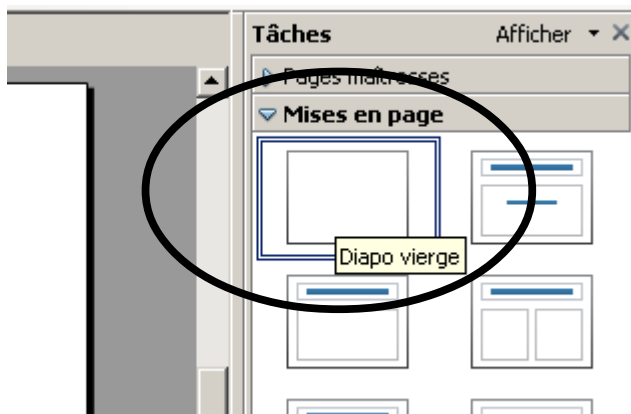 Tâches Afficher
Pages maîtresses
Mises en page
Diapo vierge